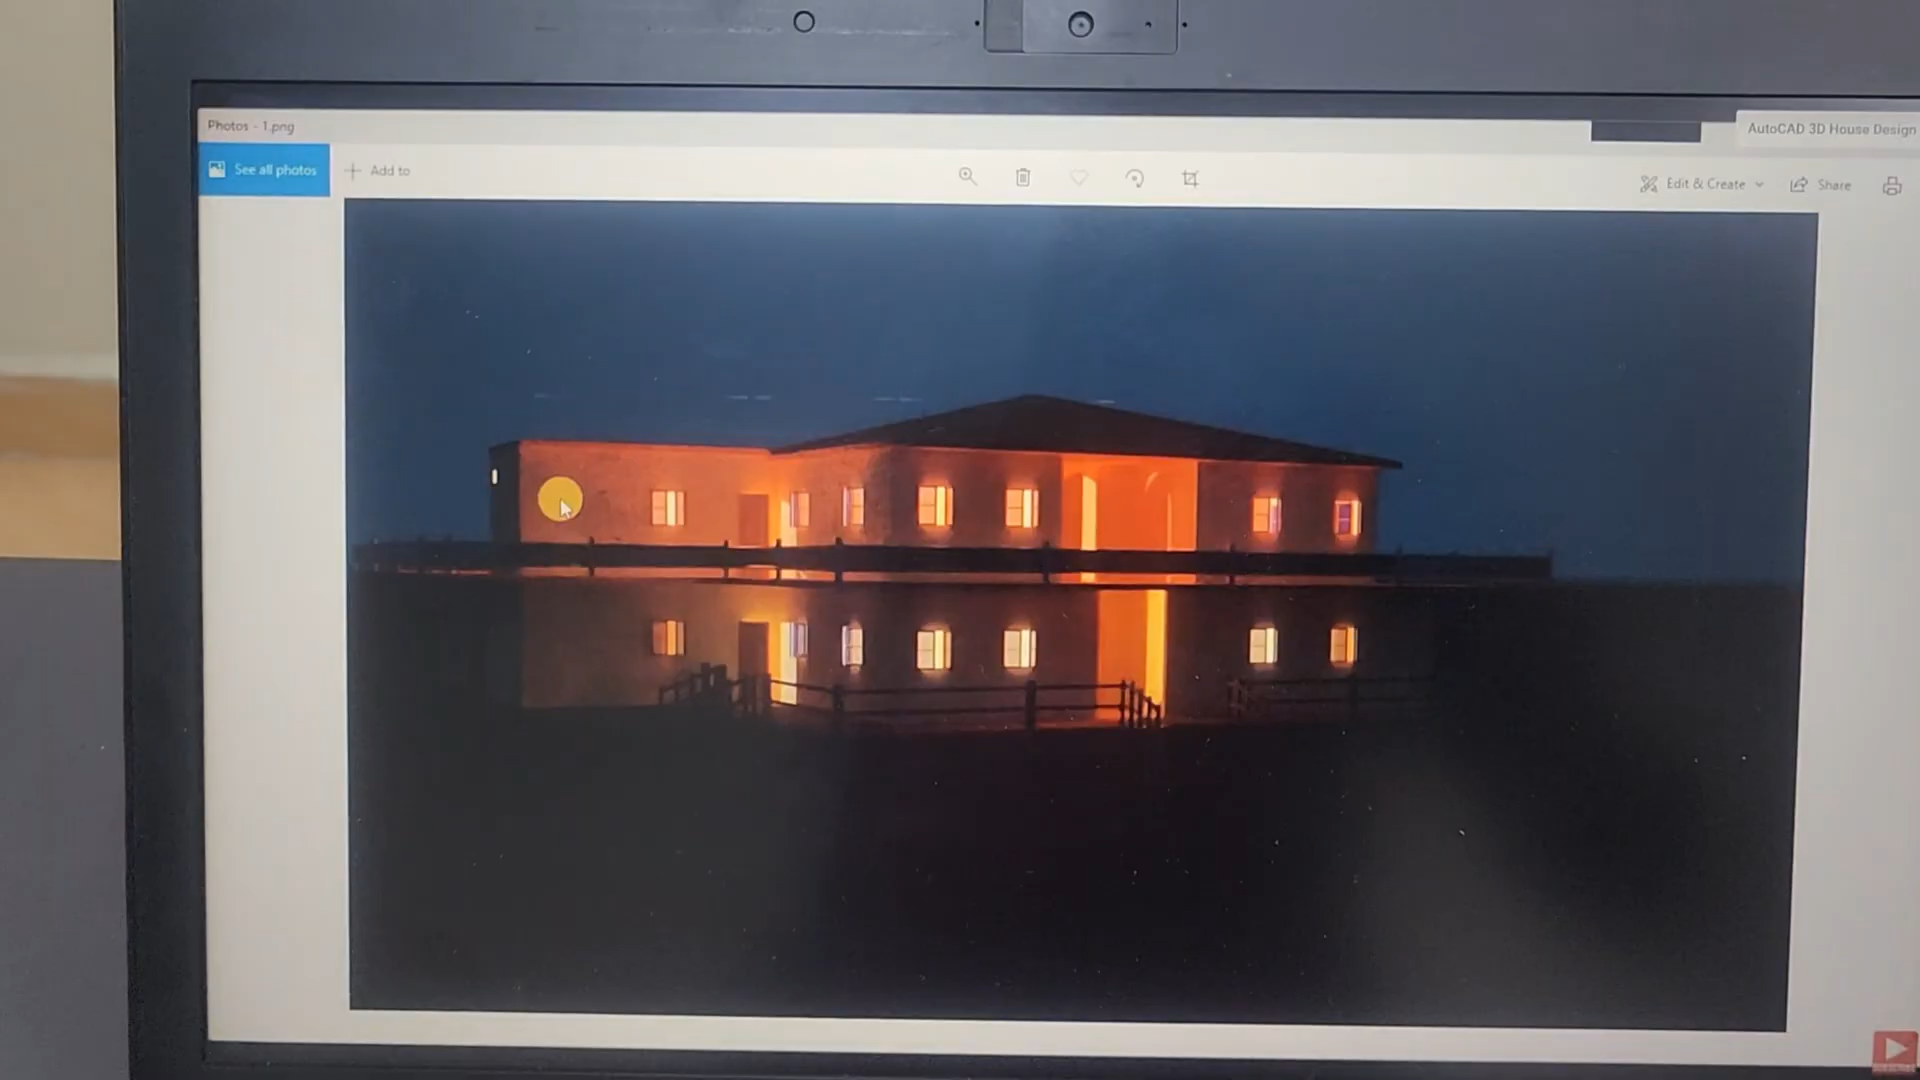 Photos - 1.png
AutoCAD 3D House Design
See all photos
Add to
Edit & Create
Share